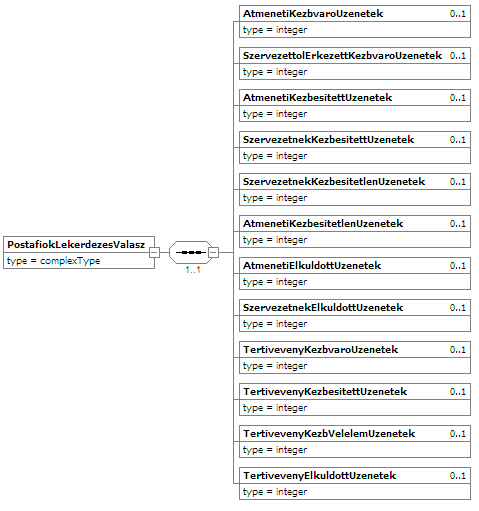 AtmenetiKezbvaroUzenetek 0..1
type = integer
SzervezettolErkezettKezbvaroUzenetek 0..1
type = integer
AtmenetiKezbesitettUzenetek 0..1
type = integer
SzervezetnekKezbesitettUzenetek 0..1
type = integer
SzervezetnekKezbesitetlenUzenetek 0..1
type = integer
AtmenetiKezbesitetlenUzenetek 0..1
type = integer
PostafiokLekerdezesValasz
type = complexType
1..1
AtmenetiElkuldottUzenetek 0..1
type = integer
SzervezetnekElkuldottUzenetek 0..1
type = integer
TertivevenyKezbvaroUzenetek 0..1
type = integer
TertivevenyKezbesitettUzenetek 0..1
type = integer
TertivevenyKezbVelelemUzenetek 0..1
type = integer
TertivevenyElkuldottUzenetek 0..1
type = integer